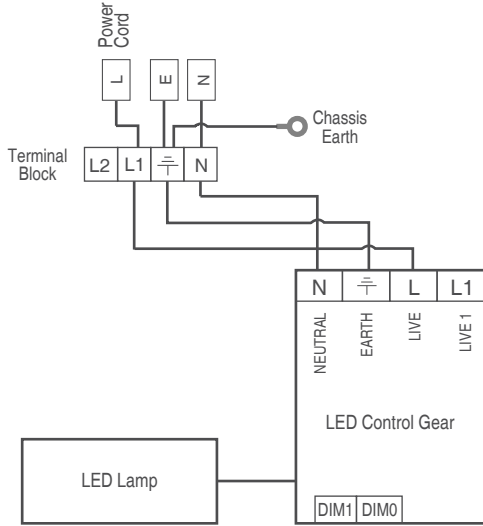 Power
Cord
L
E
N
Chassis
Earth
Terminal
Block
L2 L1 N
N L L1
NEUTRAL
EARTH
LIVE
LIVE 1
LED Control Gear
LED Lamp
DIM1 DIM0